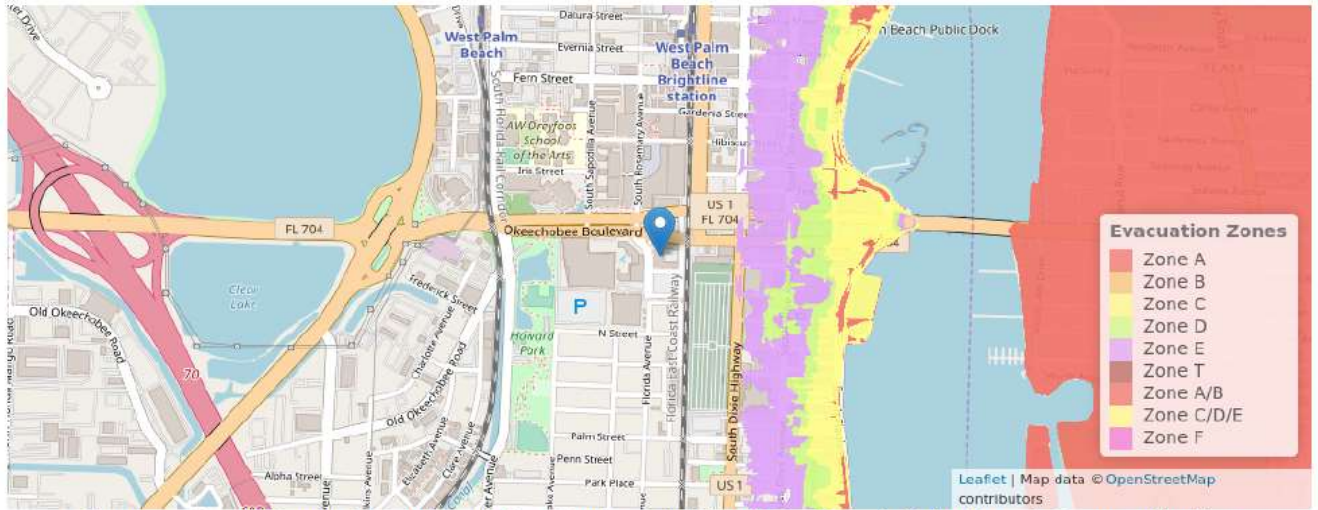 Datura Street
West Palm
Beach
Evernia Street
West Palm
Beach
Brightline
station
Fern Street
Gardenia Stree
Hibiscu
AW Dreyfoos
School
of the Arts
Iris Street
South Sapodilla Avenue
South Rosemary Avenue
South Florida Rail Corridor
n Beach Public Dock
US 1
FL 704
FL 704
Okeechobee Boulevard
Clear
Lake
Frederick Street
Old Okeechobee Road
Charlotte Avenue
P
N Street
Howard
Park
Florida Avenue
Florida East Coast Railway
South Dixie Highway
70
Old Okeechobee Road
Elizabeth Avenue
Clare Avenue
Palm Street
Penn Street
Park Place
Alpha Street
Canal
US 1
Evacuation Zones
Zone A
Zone B
Zone C
Zone D
Zone E
Zone T
Zone A/B
Zone C/D/E
Zone F
Leaflet | Map data © OpenStreetMap
contributors